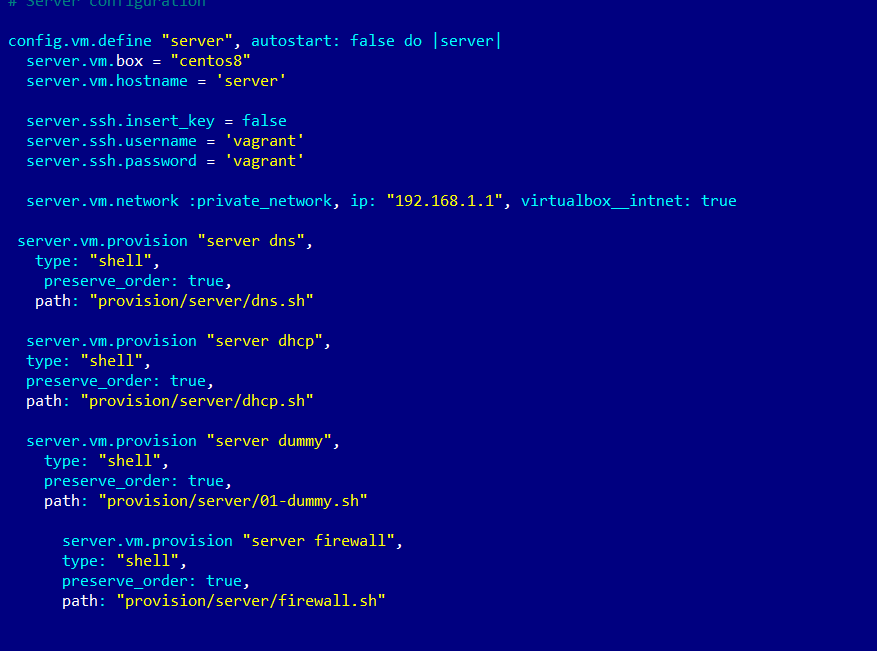 # Server configuration
config.vm.define "server", autostart: false do |server|
server.vm.box = "centos8"
server.vm.hostname = 'server'
server.ssh.insert_key = false
server.ssh.username = 'vagrant'
server.ssh.password = 'vagrant'
server.vm.network :private_network, ip: "192.168.1.1", virtualbox__intnet: true
server.vm.provision "server dns",
type: "shell",
preserve_order: true,
path: "provision/server/dns.sh"
server.vm.provision "server dhcp",
type: "shell",
preserve_order: true,
path: "provision/server/dhcp.sh"
server.vm.provision "server dummy",
type: "shell",
preserve_order: true,
path: "provision/server/01-dummy.sh"
server.vm.provision "server firewall",
type: "shell",
preserve_order: true,
path: "provision/server/firewall.sh"